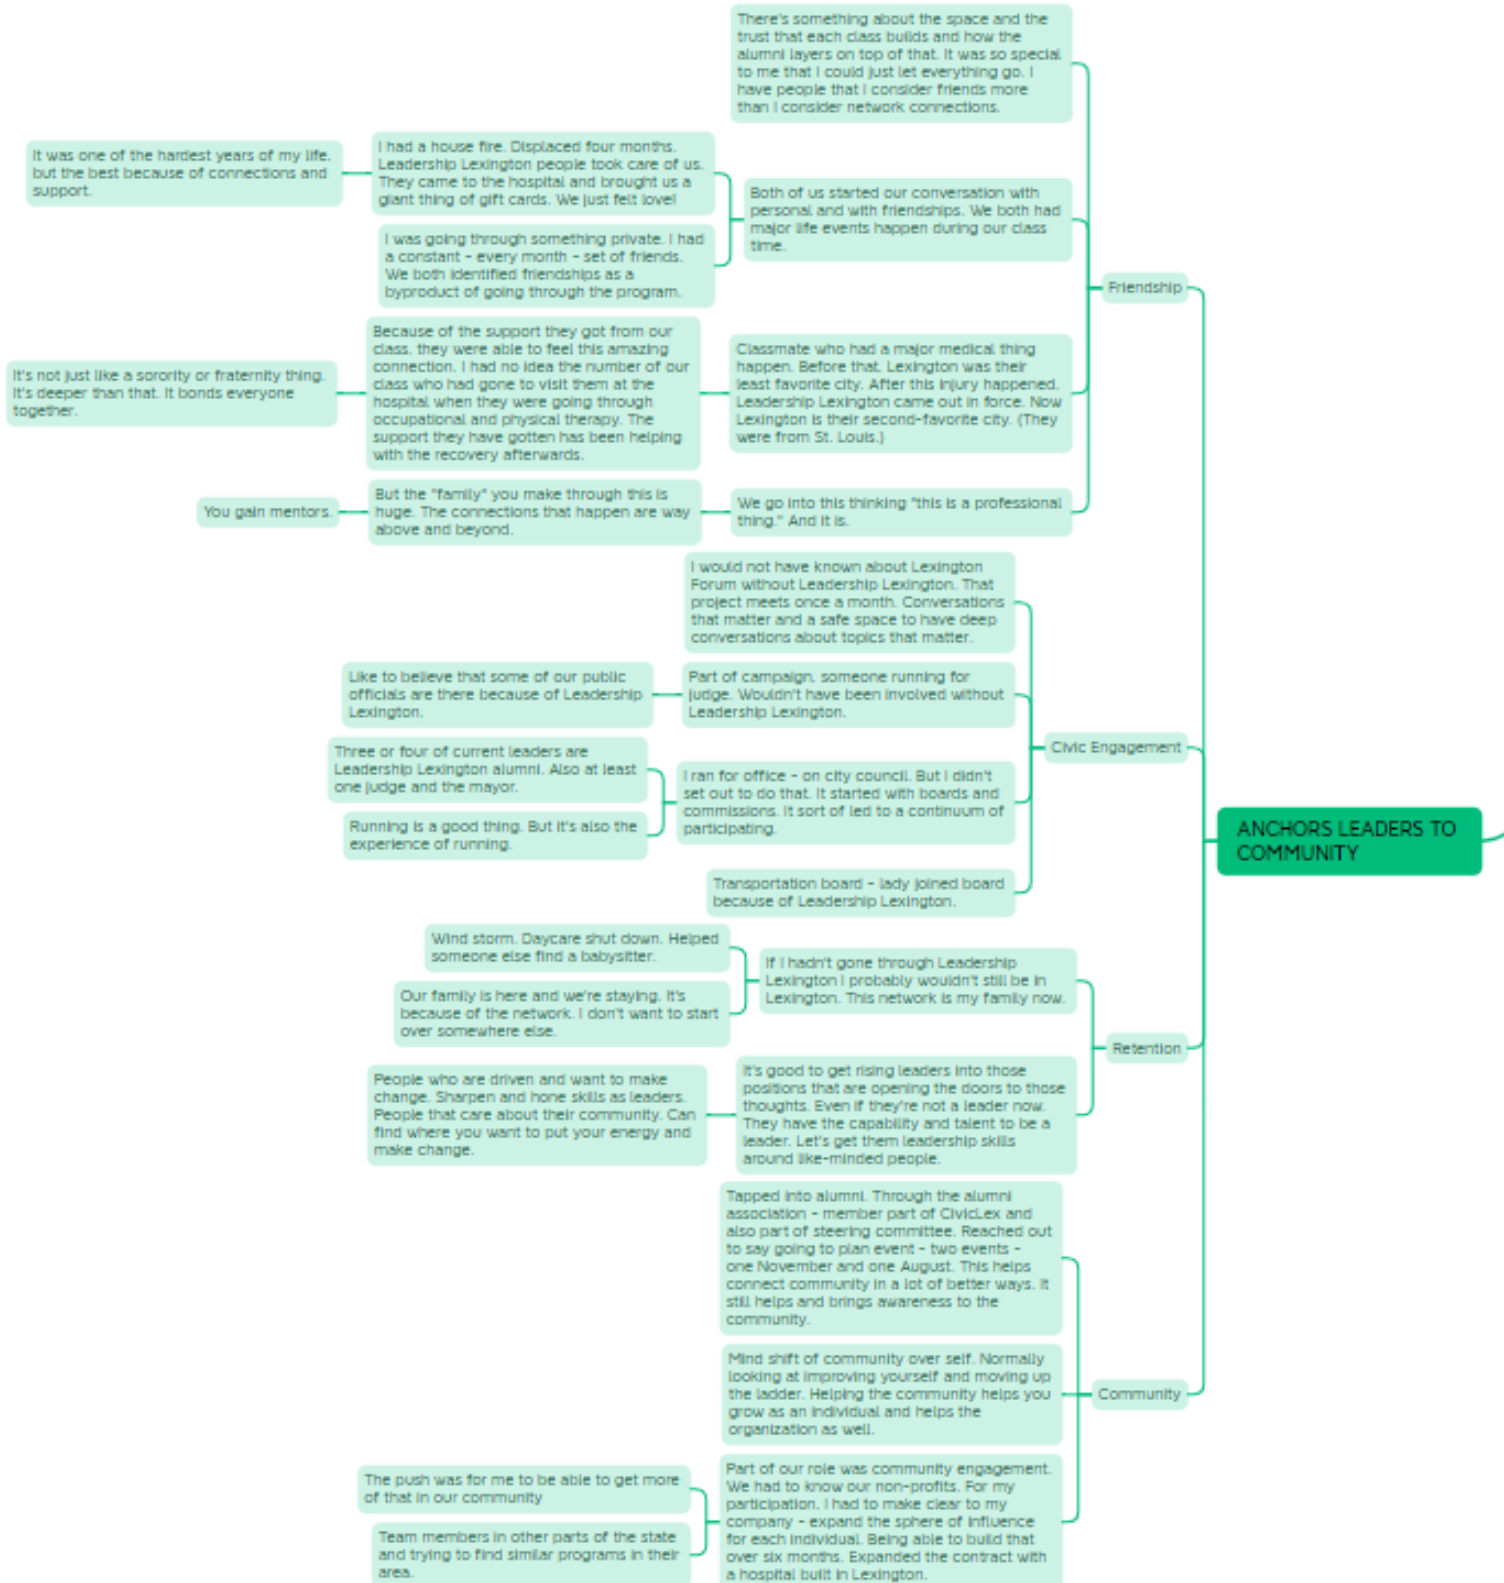 ANCHORS LEADERS TO
COMMUNITY
Friendship
There's something about the space and the
trust that each class builds and how the
alumni layers on top of that. It was so special
to me that I could just let everything go. I
have people that I consider friends more
than I consider network connections.
Both of us started our conversation with
personal and with friendships. We both had
major life events happen during our class
time.
I had a house fire. Displaced four months.
Leadership Lexington people took care of us.
They came to the hospital and brought us a
giant thing of gift cards. We just felt love!
It was one of the hardest years of my life,
but the best because of connections and
support.
I was going through something private. I had
a constant - every month - set of friends.
We both identified friendships as a
byproduct of going through the program.
Classmate who had a major medical thing
happen. Before that, Lexington was their
least favorite city. After this injury happened,
Leadership Lexington came out in force. Now
Lexington is their second-favorite city. (They
were from St. Louis.)
Because of the support they got from our
class, they were able to feel this amazing
connection. I had no idea the number of our
class who had gone to visit them at the
hospital when they were going through
occupational and physical therapy. The
support they have gotten has been helping
with the recovery afterwards.
It's not just like a sorority or fraternity thing.
It's deeper than that. It bonds everyone
together.
We go into this thinking "this is a professional
thing." And it is.
But the "family" you make through this is
huge. The connections that happen are way
above and beyond.
You gain mentors.
Civic Engagement
I would not have known about Lexington
Forum without Leadership Lexington. That
project meets once a month. Conversations
that matter and a safe space to have deep
conversations about topics that matter.
Part of campaign, someone running for
judge. Wouldn't have been involved without
Leadership Lexington.
Like to believe that some of our public
officials are there because of Leadership
Lexington.
I ran for office - on city council. But I didn't
set out to do that. It started with boards and
commissions. It sort of led to a continuum of
participating.
Three or four of current leaders are
Leadership Lexington alumni. Also at least
one judge and the mayor.
Running is a good thing. But it's also the
experience of running.
Transportation board - lady joined board
because of Leadership Lexington.
Retention
If I hadn't gone through Leadership
Lexington I probably wouldn't still be in
Lexington. This network is my family now.
Wind storm. Daycare shut down. Helped
someone else find a babysitter.
Our family is here and we're staying. It's
because of the network. I don't want to start
over somewhere else.
It's good to get rising leaders into those
positions that are opening the doors to those
thoughts. Even if they're not a leader now.
They have the capability and talent to be a
leader. Let's get them leadership skills
around like-minded people.
People who are driven and want to make
change. Sharpen and hone skills as leaders.
People that care about their community. Can
find where you want to put your energy and
make change.
Community
Tapped into alumni. Through the alumni
association - member part of CivicLex and
also part of steering committee. Reached out
to say going to plan event - two events -
one November and one August. This helps
connect community in a lot of better ways. It
still helps and brings awareness to the
community.
Mind shift of community over self. Normally
looking at improving yourself and moving up
the ladder. Helping the community helps you
grow as an individual and helps the
organization as well.
Part of our role was community engagement.
We had to know our non-profits. For my
participation, I had to make clear to my
company - expand the sphere of influence
for each individual. Being able to build that
over six months. Expanded the contract with
a hospital built in Lexington.
The push was for me to be able to get more
of that in our community
Team members in other parts of the state
and trying to find similar programs in their
area.